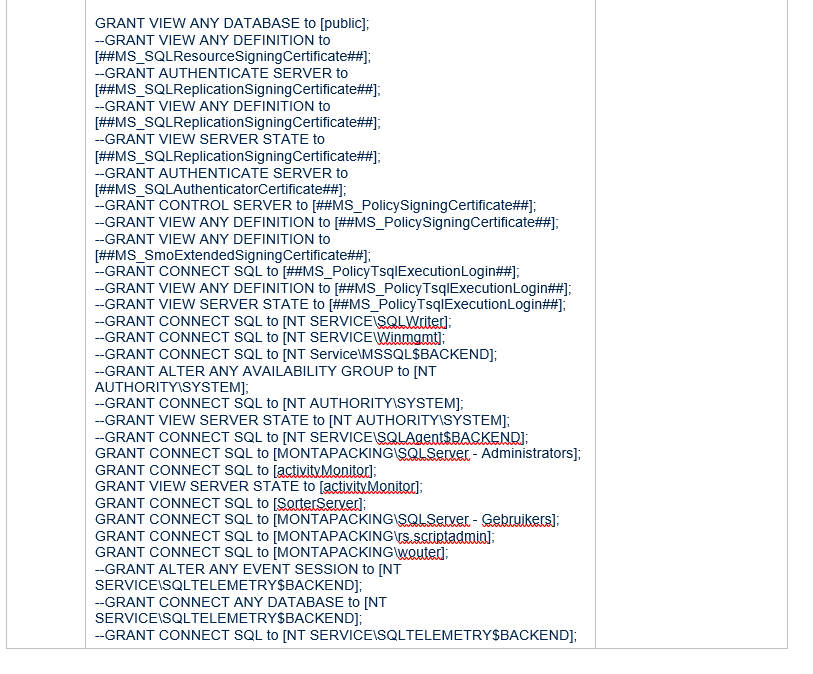 GRANT VIEW ANY DATABASE to [public];
--GRANT VIEW ANY DEFINITION to
[##MS_SQLResourceSigningCertificate##];
--GRANT AUTHENTICATE SERVER to
[##MS_SQLReplicationSigningCertificate##];
--GRANT VIEW ANY DEFINITION to
[##MS_SQLReplicationSigningCertificate##];
--GRANT VIEW SERVER STATE to
[##MS_SQLReplicationSigningCertificate##];
--GRANT AUTHENTICATE SERVER to
[##MS_SQLAuthenticatorCertificate##];
--GRANT CONTROL SERVER to [##MS_PolicySigningCertificate##];
--GRANT VIEW ANY DEFINITION to [##MS_PolicySigningCertificate##];
--GRANT VIEW ANY DEFINITION to
[##MS_SmoExtendedSigningCertificate##];
--GRANT CONNECT SQL to [##MS_PolicyTsqlExecutionLogin##];
--GRANT VIEW ANY DEFINITION to [##MS_PolicyTsqlExecutionLogin##];
--GRANT VIEW SERVER STATE to [##MS_PolicyTsqlExecutionLogin##];
--GRANT CONNECT SQL to [NT SERVICE\SQLWriter];
--GRANT CONNECT SQL to [NT SERVICE\Winmgmt];
--GRANT CONNECT SQL to [NT Service\MSSQL$BACKEND];
--GRANT ALTER ANY AVAILABILITY GROUP to [NT
AUTHORITY\SYSTEM];
--GRANT CONNECT SQL to [NT AUTHORITY\SYSTEM];
--GRANT VIEW SERVER STATE to [NT AUTHORITY\SYSTEM];
--GRANT CONNECT SQL to [NT SERVICE\SQLAgent$BACKEND];
GRANT CONNECT SQL to [MONTAPACKING\SQLServer - Administrators];
GRANT CONNECT SQL to [activityMonitor];
GRANT VIEW SERVER STATE to [activityMonitor];
GRANT CONNECT SQL to [SorterServer];
GRANT CONNECT SQL to [MONTAPACKING\SQLServer - Gebruikers];
GRANT CONNECT SQL to [MONTAPACKING\rs.scriptadmin];
GRANT CONNECT SQL to [MONTAPACKING\wouter];
--GRANT ALTER ANY EVENT SESSION to [NT
SERVICE\SQLTELEMETRY$BACKEND];
--GRANT CONNECT ANY DATABASE to [NT
SERVICE\SQLTELEMETRY$BACKEND];
--GRANT CONNECT SQL to [NT SERVICE\SQLTELEMETRY$BACKEND];